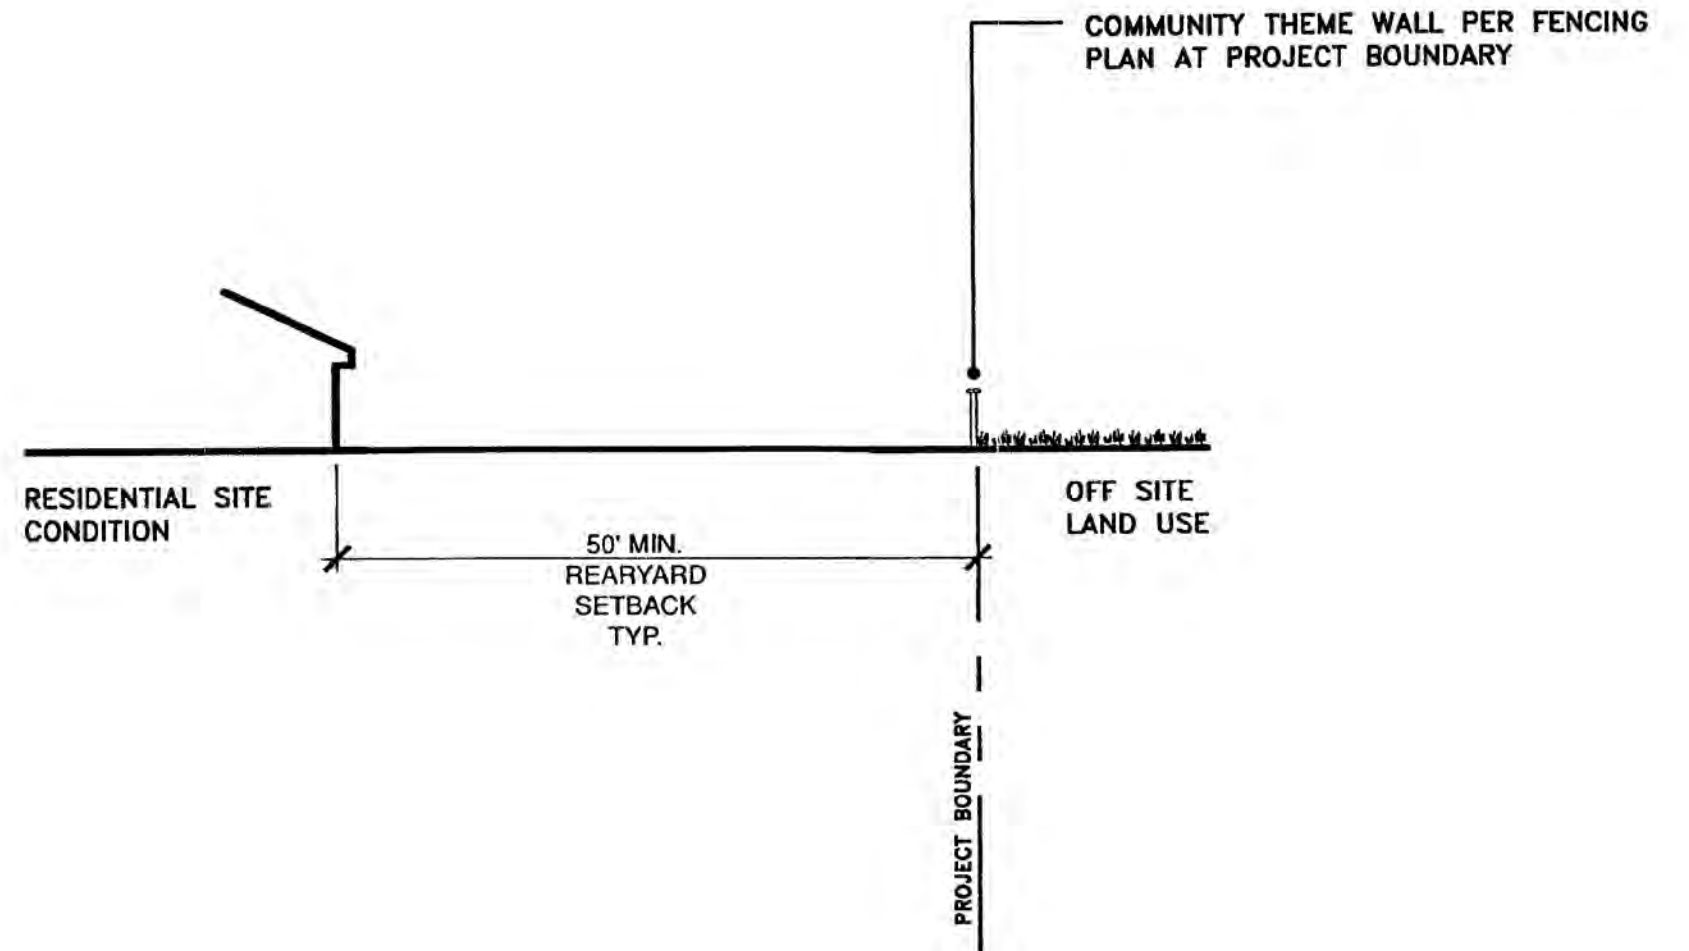 COMMUNITY THEME WALL PER FENCING
PLAN AT PROJECT BOUNDARY
RESIDENTIAL SITE
CONDITION
OFF SITE
LAND USE
50' MIN.
REARYARD
SETBACK
TYP.
PROJECT BOUNDARY